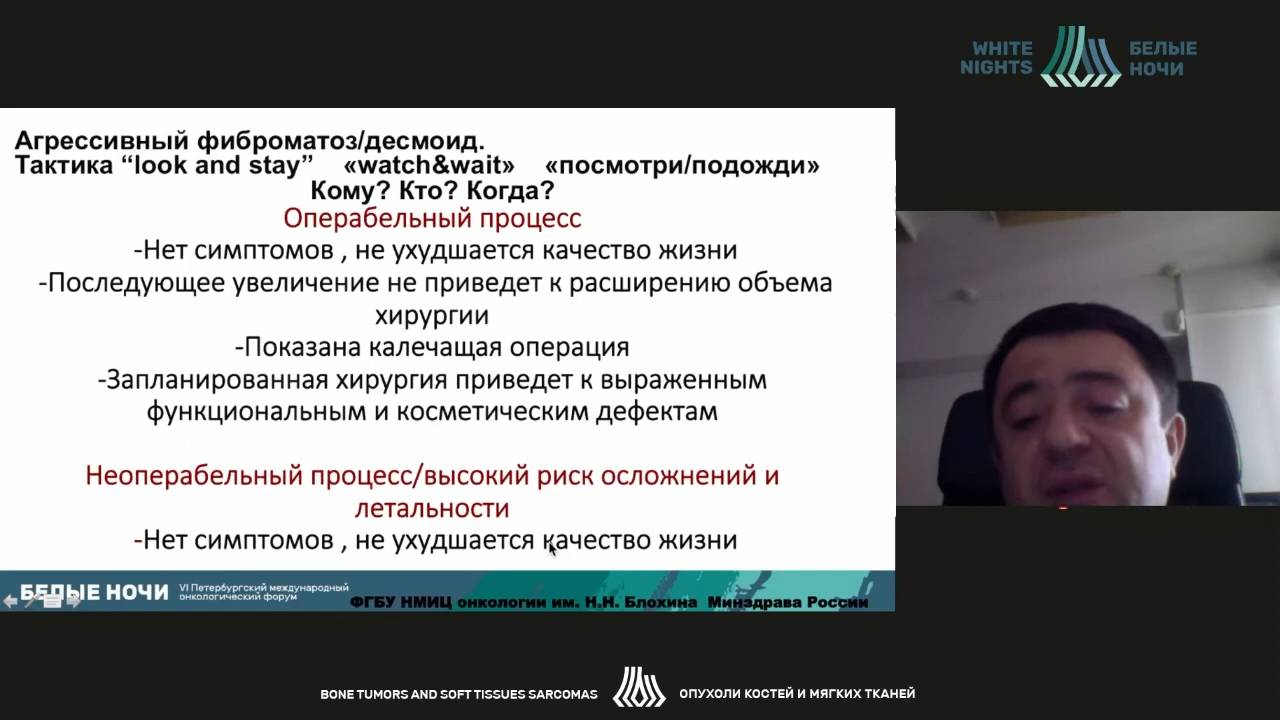 WHITE
NIGHTS
БЕЛЫЕ
НОЧИ
Агрессивный фиброматоз/десмоид.
Тактика “look and stay” «watch&wait» «посмотри/подожди»
Кому? Кто? Когда?
Операбельный процесс
-Нет симптомов , не ухудшается качество жизни
-Последующее увеличение не приведет к расширению объема
хирургии
-Показана калечащая операция
-Запланированная хирургия приведет к выраженным
функциональным и косметическим дефектам
Неоперабельный процесс/высокий риск осложнений и
летальности
-Нет симптомов , не ухудшается качество жизни
БЕЛЫЕ НОЧИ
VI Петербургский международный
онкологический форум
ФГБУ НМИЦ онкологии им. Н.Н. Блохина Минздрава России
BONE TUMORS AND SOFT TISSUES SARCOMAS
ОПУХОЛИ КОСТЕЙ И МЯГКИХ ТКАНЕЙ